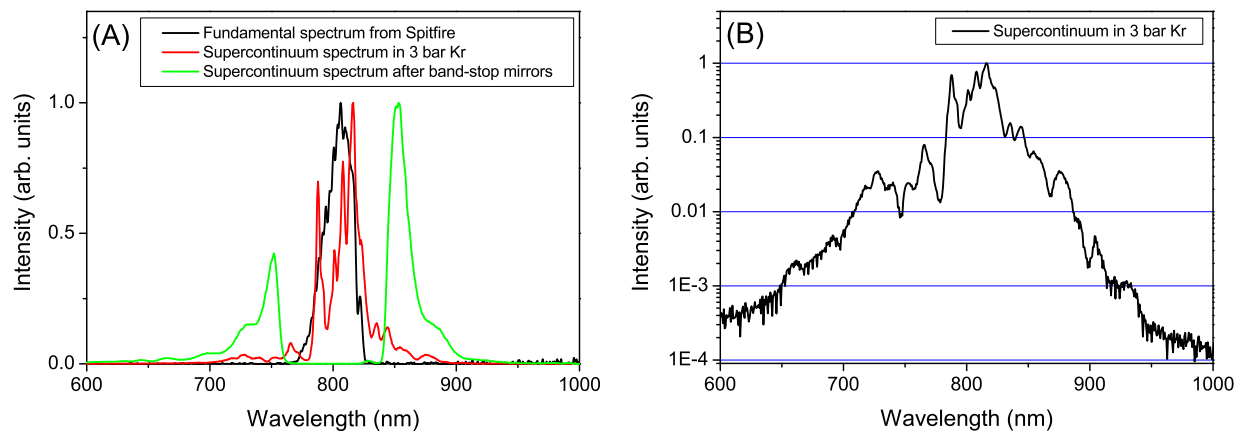 (A)
Fundamental spectrum from Spitfire
Supercontinuum spectrum in 3 bar Kr
Supercontinuum spectrum after band-stop mirrors
1.0
0.5
0.0
Intensity (arb. units)
600 700 800 900 1000
Wavelength (nm)
(B)
Supercontinuum in 3 bar Kr
1
0.1
0.01
1E-3
1E-4
Intensity (arb. units)
600 700 800 900 1000
Wavelength (nm)